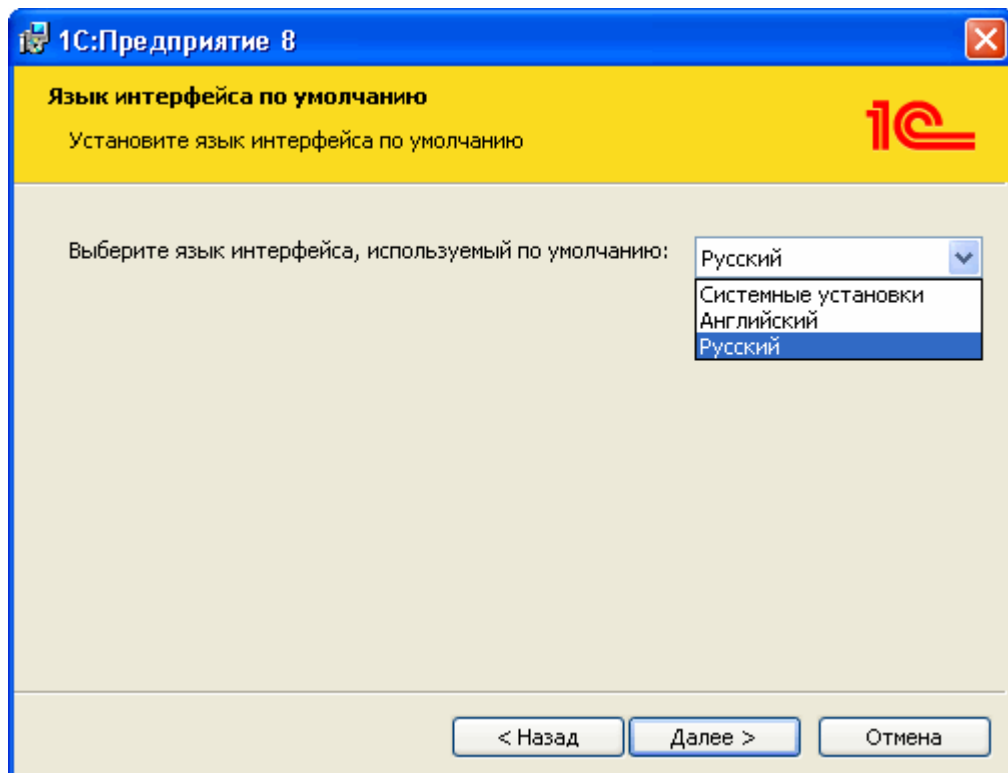 1С:Предприятие 8
Язык интерфейса по умолчанию
Установите язык интерфейса по умолчанию
1С
Выберите язык интерфейса, используемый по умолчанию: Русский
Системные установки
Английский
Русский
< Назад Далее > Отмена